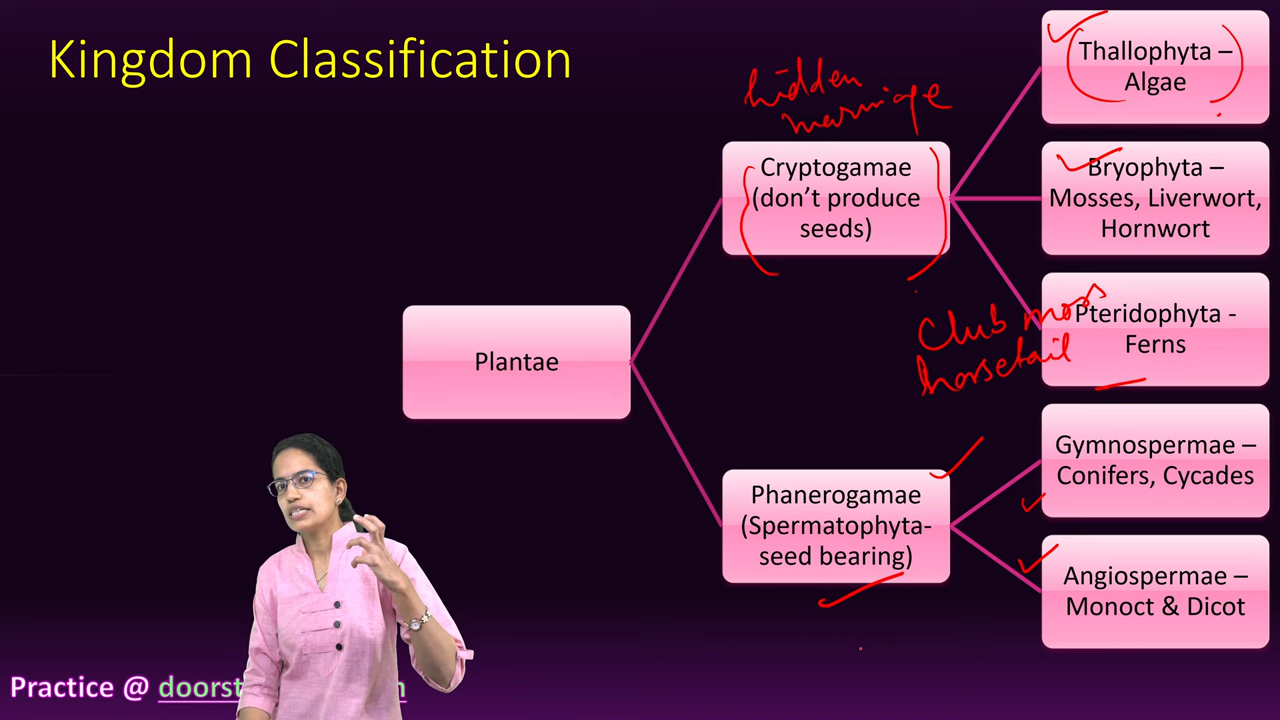 Kingdom Classification
hidden
marriage
Thallophyta –
Algae
Cryptogamae
(don’t produce
seeds)
Bryophyta –
Mosses, Liverwort,
Hornwort
Club moss
horsetail
Pteridophyta -
Ferns
Plantae
Phanerogamae
(Spermatophyta-
seed bearing)
Gymnospermae –
Conifers, Cycades
Angiospermae –
Monoct & Dicot
Practice @